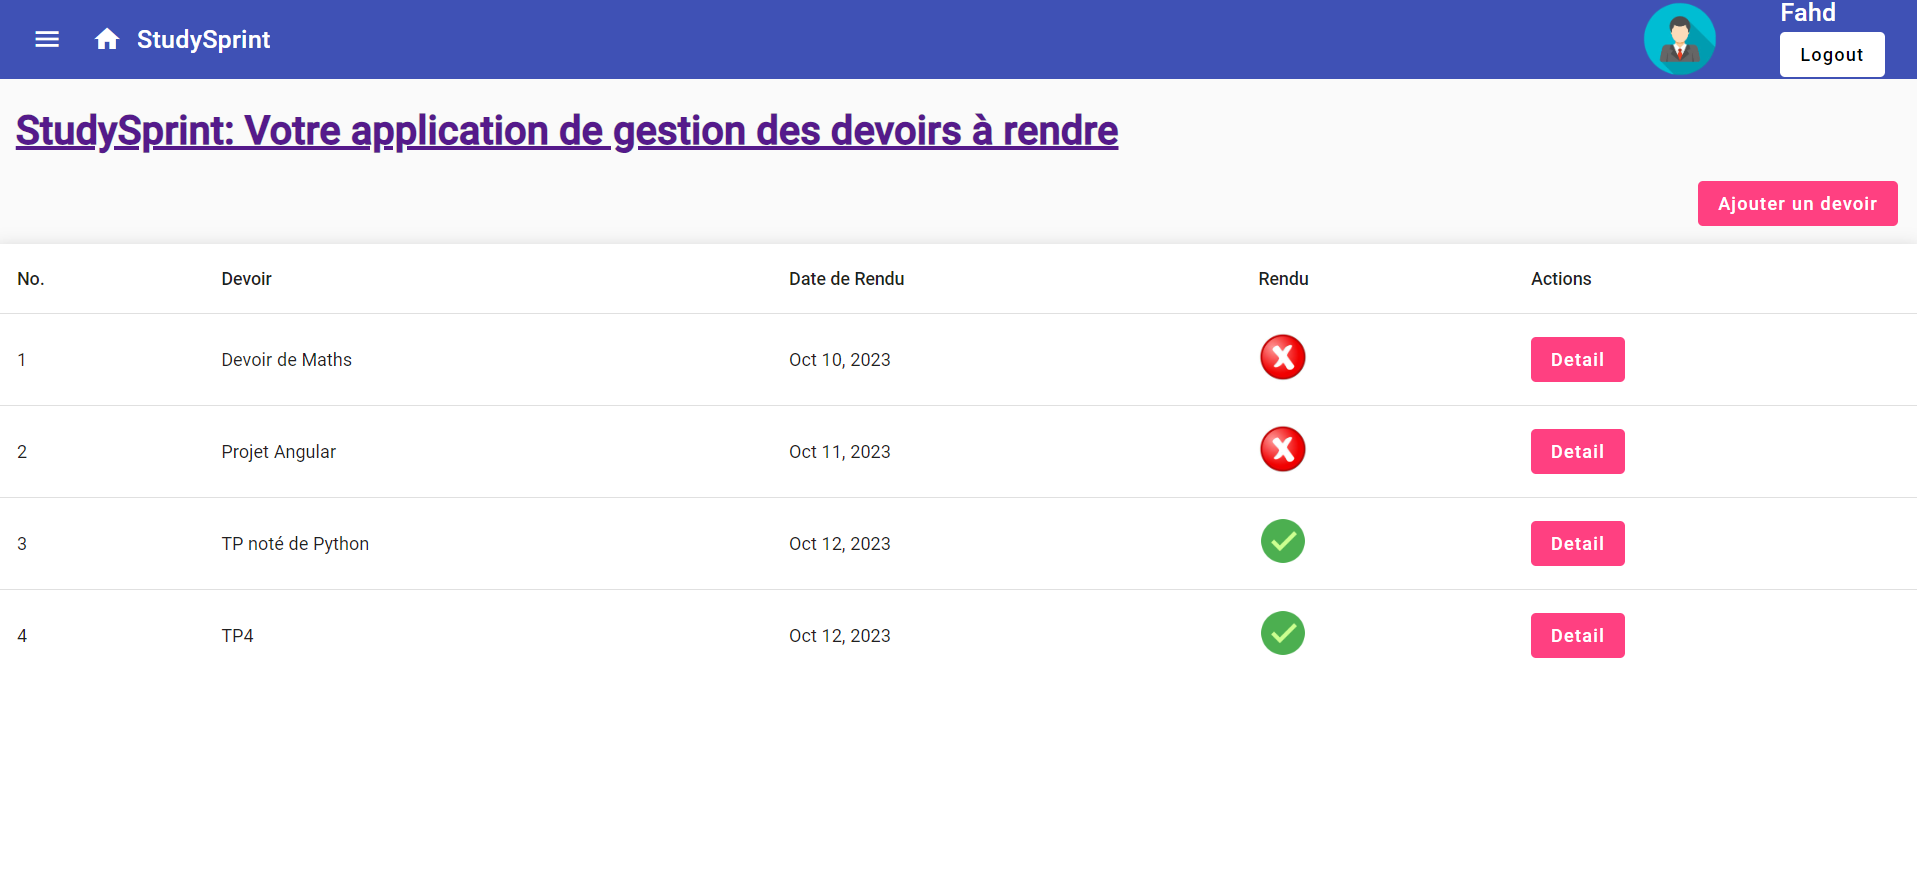 StudySprint
Fahd
Logout
StudySprint: Votre application de gestion des devoirs à rendre
Ajouter un devoir
No. Devoir Date de Rendu Rendu Actions
1 Devoir de Maths Oct 10, 2023 Detail
2 Projet Angular Oct 11, 2023 Detail
3 TP noté de Python Oct 12, 2023 Detail
4 TP4 Oct 12, 2023 Detail